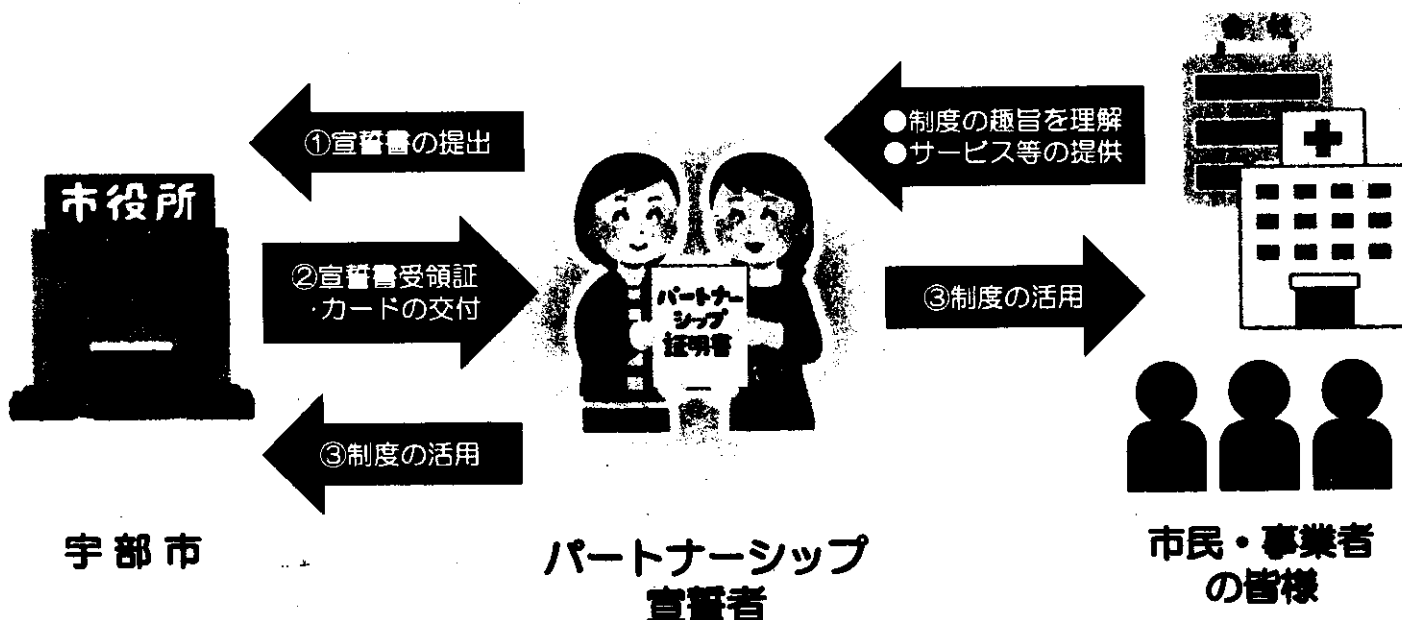 会社
①宣誓書の提出
●制度の趣旨を理解
●サービス等の提供
市役所
②宣誓書受領証
・カードの交付
パートナー
シップ
証明書
③制度の活用
③制度の活用
宇部市
パートナーシップ
宣誓者
市民・事業者
の皆様